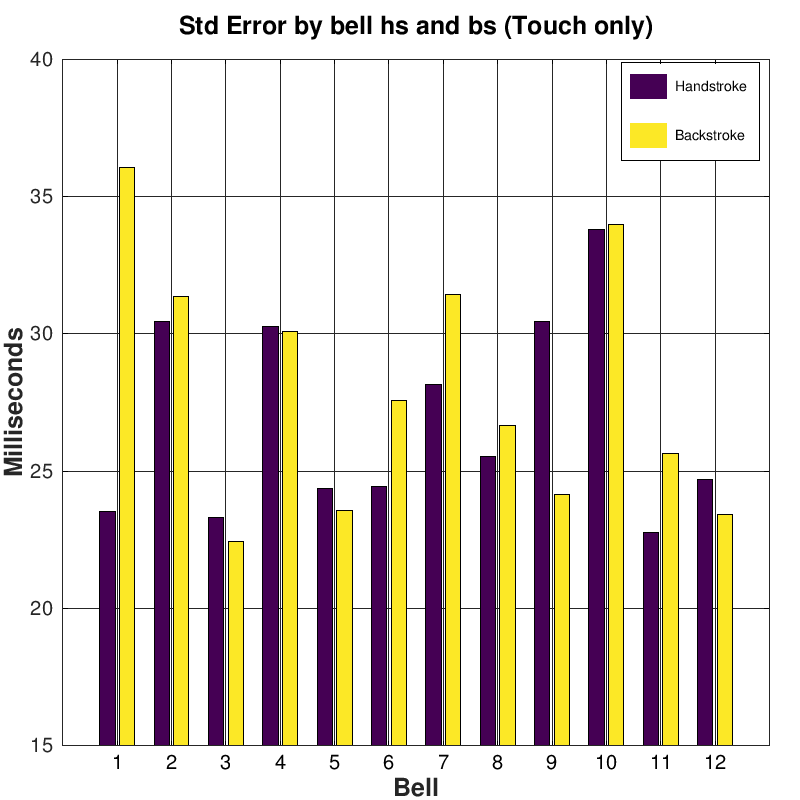 Std Error by bell hs and bs (Touch only)
Handstroke
Backstroke
40
35
30
25
20
15
Milliseconds
1 2 3 4 5 6 7 8 9 10 11 12
Bell